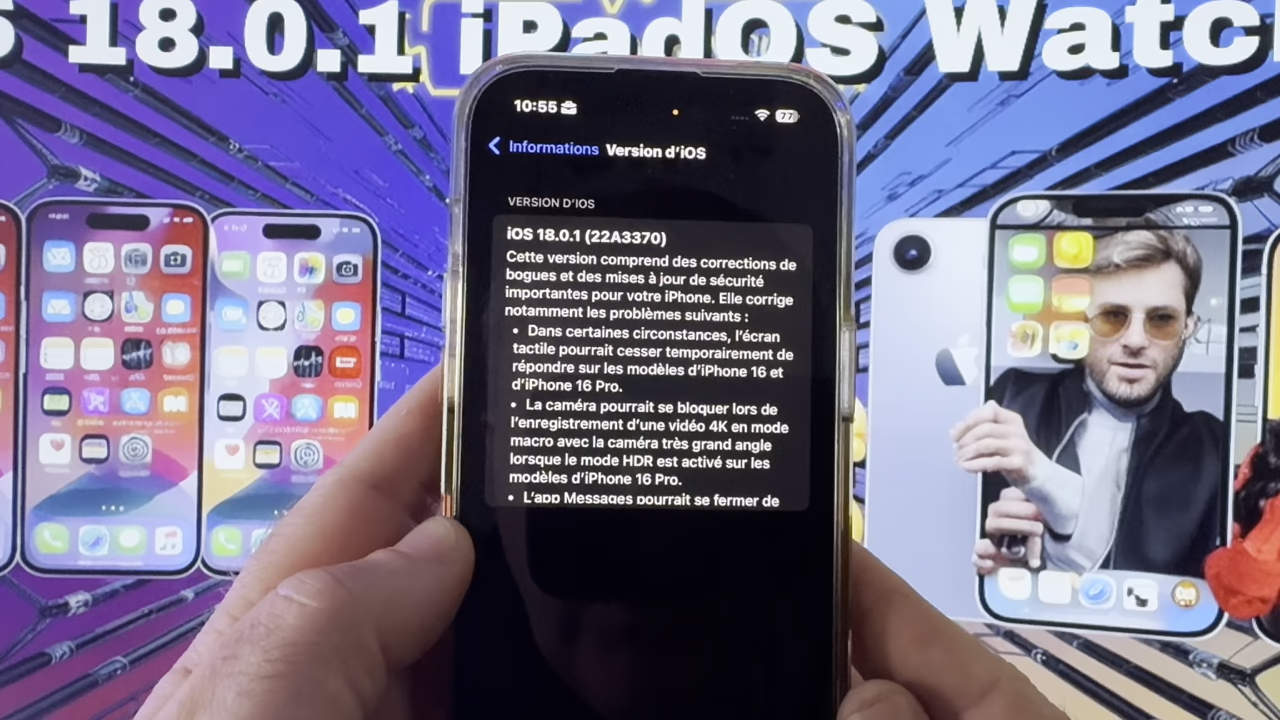 18.0.1 iPadOS Watch
10:55
77
Informations
Version d'iOS
VERSION D'IOS
iOS 18.0.1 (22A3370)
Cette version comprend des corrections de
bogues et des mises à jour de sécurité
importantes pour votre iPhone. Elle corrige
notamment les problèmes suivants :
• Dans certaines circonstances, l'écran
tactile pourrait cesser temporairement de
répondre sur les modèles d'iPhone 16 et
d'iPhone 16 Pro.
• La caméra pourrait se bloquer lors de
l'enregistrement d'une vidéo 4K en mode
macro avec la caméra très grand angle
lorsque le mode HDR est activé sur les
modèles d'iPhone 16 Pro.
• L'app Messages pourrait se fermer de